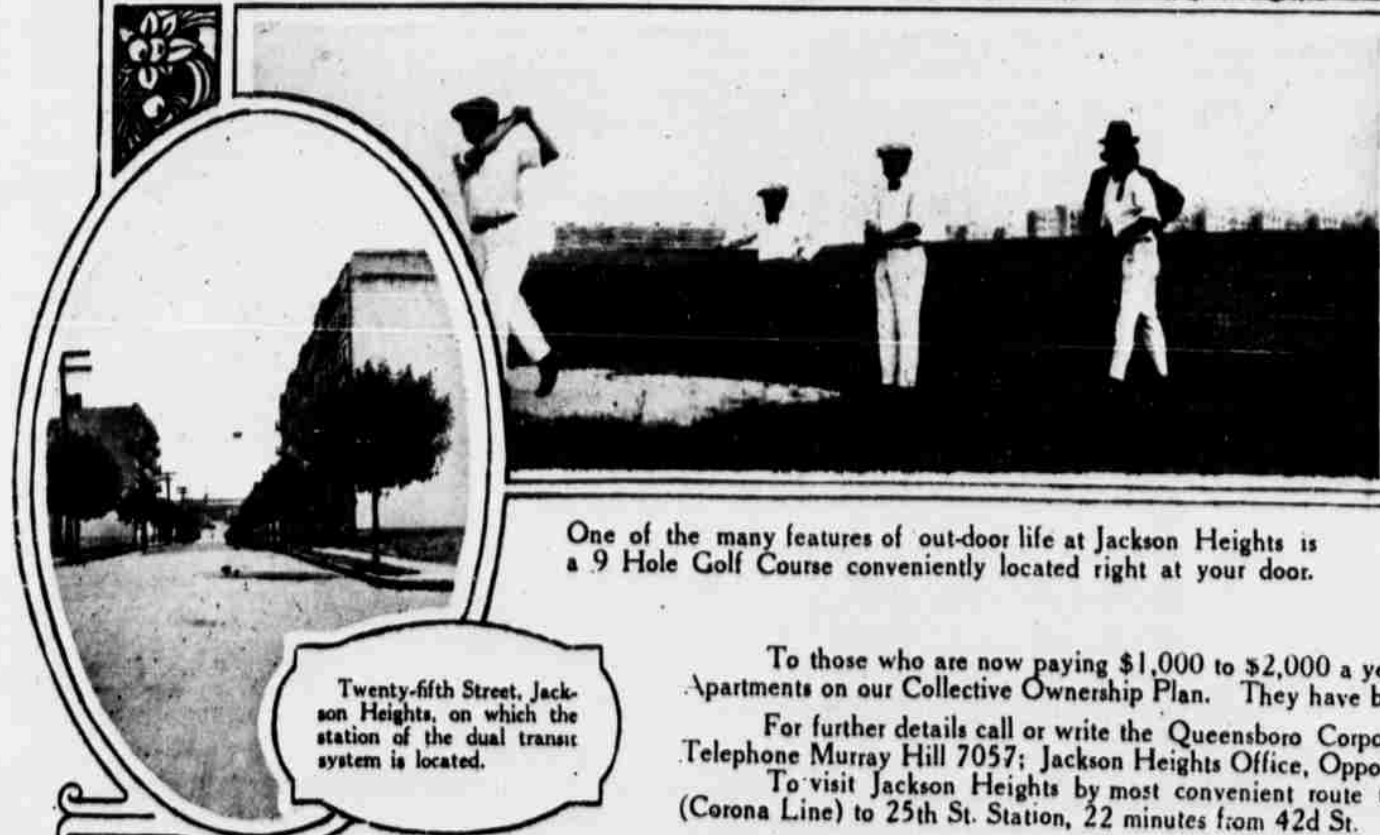 One of the many features of out-door life at Jackson Heights is
a 9 Hole Golf Course conveniently located right at your door.
Twenty-fifth Street, Jack-
son Heights, on which the
station of the dual transit
system is located.
To those who are now paying $1,000 to $2,000 a ye
Apartments on our Collective Ownership Plan. They have b
For further details call or write the Queensboro Corpo
Telephone Murray Hill 7057; Jackson Heights Office, Oppo
To visit Jackson Heights by most convenient route
(Corona Line) to 25th St. Station, 22 minutes from 42d St.